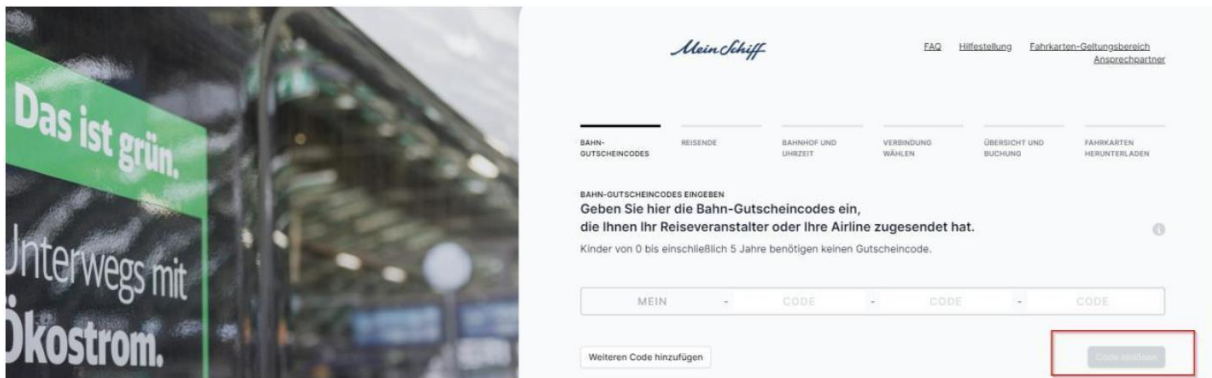 Das ist grün.
Unterwegs mit
Ökostrom.
Mein Schiff
FAQ Hilfestellung Fahrkarten-Geltungsbereich
Ansprechpartner
BAHN-
GUTSCHEINCODES
REISENDE
BAHNHOF UND
UHRZEIT
VERBINDUNG
WÄHLEN
ÜBERSICHT UND
BUCHUNG
FAHRKARTEN
HERUNTERLADEN
BAHN-GUTSCHEINCODES EINGEBEN
Geben Sie hier die Bahn-Gutscheincodes ein,
die Ihnen Ihr Reiseveranstalter oder Ihre Airline zugesendet hat.
Kinder von 0 bis einschließlich 5 Jahre benötigen keinen Gutscheincode.
MEIN - CODE - CODE - CODE
Weiteren Code hinzufügen
Code einlösen